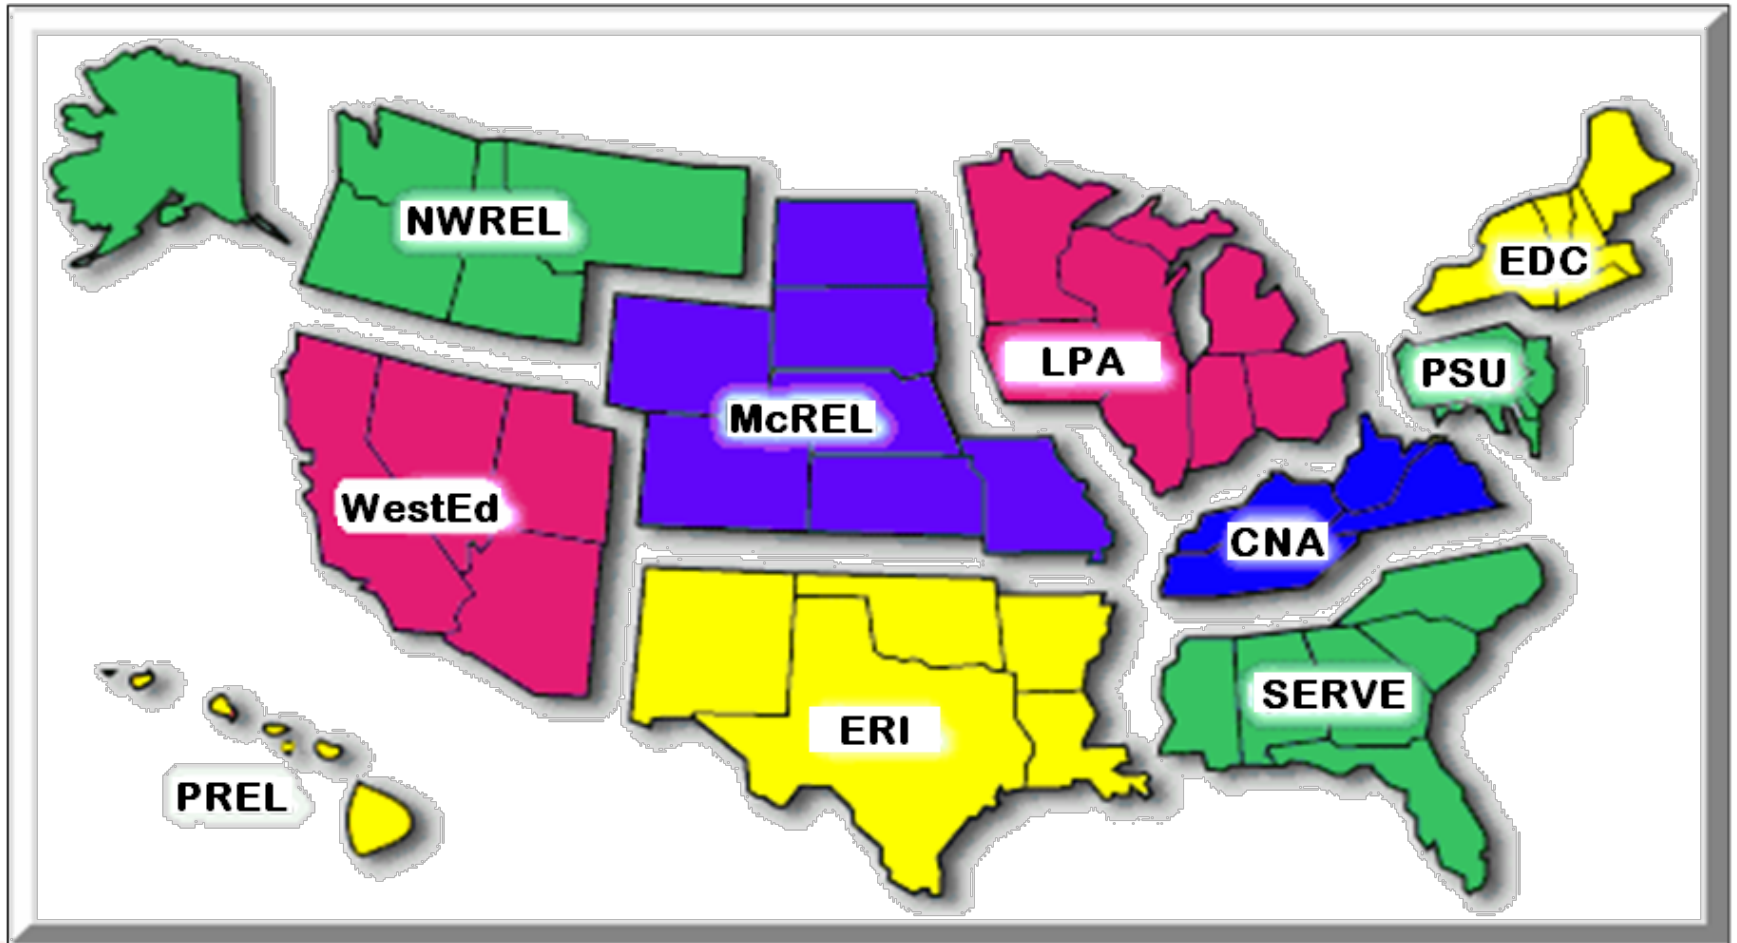 NWREL
EDC
LPA
PSU
McREL
WestEd
CNA
SERVE
ERI
PREL